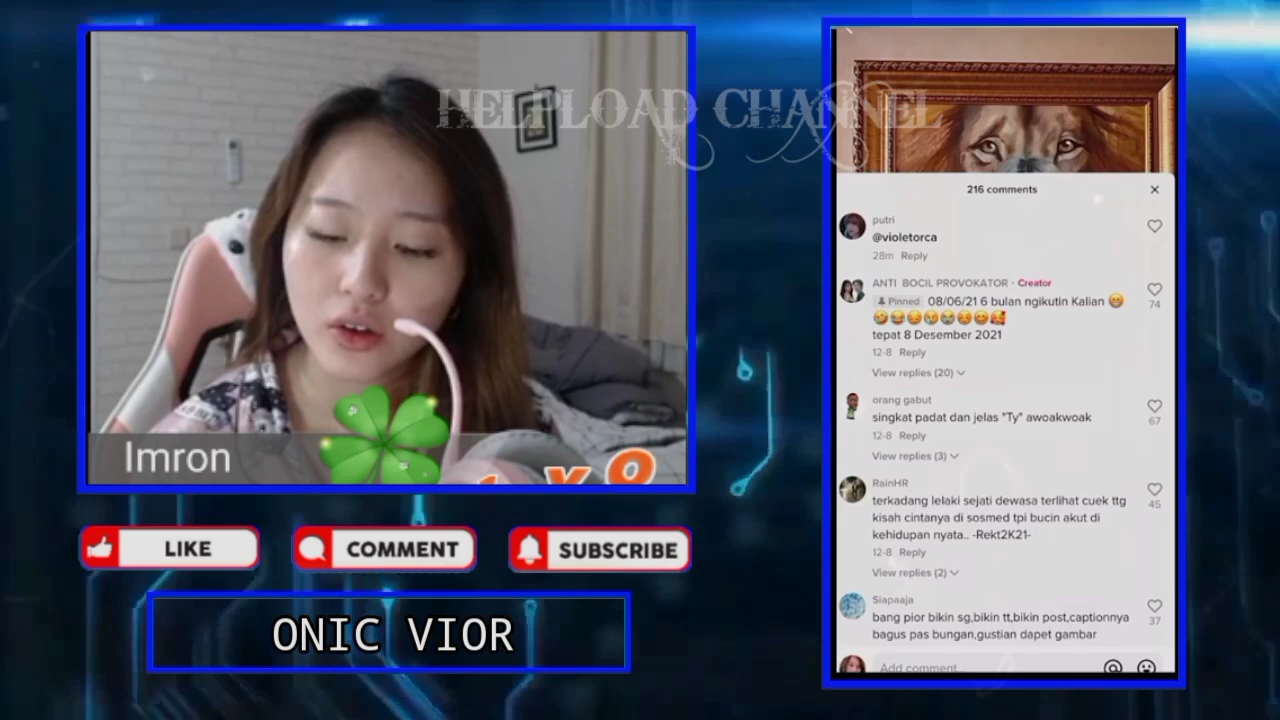 HELPLOAD CHANNEL
Imron
x 8
LIKE
COMMENT
SUBSCRIBE
ONIC VIOR
216 comments
putri
@violetorca
28m Reply
ANTI BOCIL PROVOKATOR · Creator
Pinned 08/06/21 6 bulan ngikutin Kalian 😁
🤣😂😔😢😭😚😊🥰
tepat 8 Desember 2021
12-8 Reply
74
View replies (20)
orang gabut
singkat padat dan jelas "Ty" awoakwoak
12-8 Reply
67
View replies (3)
RainHR
terkadang lelaki sejati dewasa terlihat cuek ttg
kisah cintanya di sosmed tpi bucin akut di
kehidupan nyata.. -Rekt2K21-
12-8 Reply
45
View replies (2)
Siapaaja
bang pior bikin sg,bikin tt,bikin post,captionnya
bagus pas bungan,gustian dapet gambar
37
Add comment...